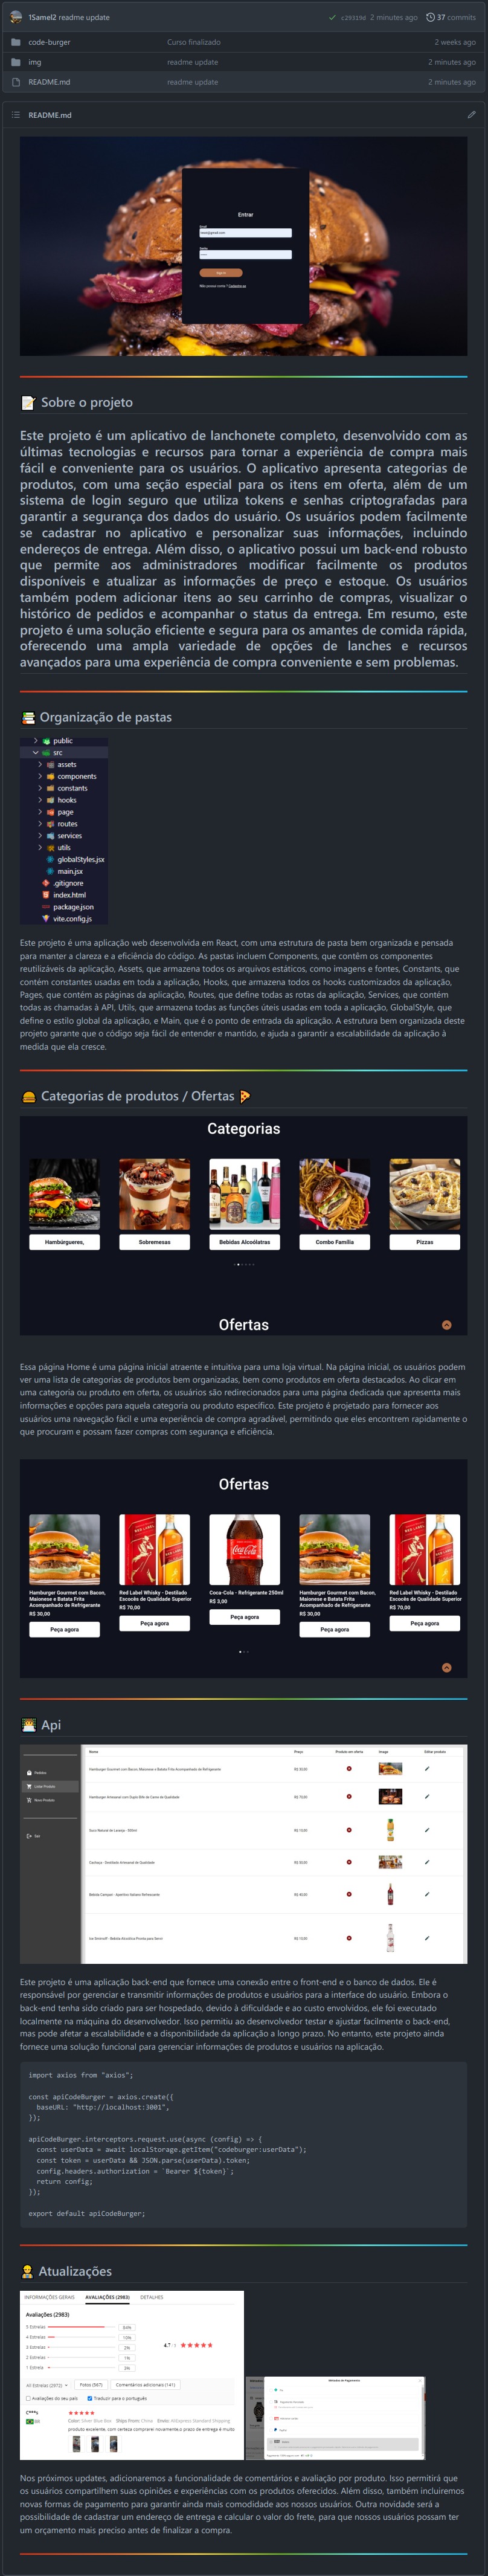 1Samel2 readme update
c293194 2 minutes ago 37 commits
code-burger Curso finalizado 2 weeks ago
img readme update 2 minutes ago
README.md readme update 2 minutes ago
README.md
Entrar
Email
Senha
Sign In
Não possui conta ? Cadastre-se
Sobre o projeto
Este projeto é um aplicativo de lanchonete completo, desenvolvido com as
últimas tecnologias e recursos para tornar a experiência de compra mais
fácil e conveniente para os usuários. O aplicativo apresenta categorias de
produtos, com uma seção especial para os itens em oferta, além de um
sistema de login seguro que utiliza tokens e senhas criptografadas para
garantir a segurança dos dados do usuário. Os usuários podem facilmente
se cadastrar no aplicativo e personalizar suas informações, incluindo
endereços de entrega. Além disso, o aplicativo possui um back-end robusto
que permite aos administradores modificar facilmente os produtos
disponíveis e atualizar as informações de preço e estoque. Os usuários
também podem adicionar itens ao seu carrinho de compras, visualizar o
histórico de pedidos e acompanhar o status da entrega. Em resumo, este
projeto é uma solução eficiente e segura para os amantes de comida rápida,
oferecendo uma ampla variedade de opções de lanches e recursos
avançados para uma experiência de compra conveniente e sem problemas.
Organização de pastas
public
src
assets
components
constants
hooks
page
routes
services
utils
globalStyles.jsx
main.jsx
.gitignore
index.html
package.json
vite.config.js
Este projeto é uma aplicação web desenvolvida em React, com uma estrutura de pasta bem organizada e pensada
para manter a clareza e a eficiência do código. As pastas incluem Components, que contém os componentes
reutilizáveis da aplicação, Assets, que armazena todos os arquivos estáticos, como imagens e fontes, Constants, que
contém constantes usadas em toda a aplicação, Hooks, que armazena todos os hooks customizados da aplicação,
Pages, que contém as páginas da aplicação, Routes, que define todas as rotas da aplicação, Services, que contém
todas as chamadas à API, Utils, que armazena todas as funções úteis usadas em toda a aplicação, GlobalStyle, que
define o estilo global da aplicação, e Main, que é o ponto de entrada da aplicação. A estrutura bem organizada deste
projeto garante que o código seja fácil de entender e mantido, e ajuda a garantir a escalabilidade da aplicação à
medida que ela cresce.
Categorias de produtos / Ofertas
Categorias
Hambúrgueres, Sobremesas Bebidas Alcoólatras Combo Família Pizzas
Ofertas
Essa página Home é uma página inicial atraente e intuitiva para uma loja virtual. Na página inicial, os usuários podem
ver uma lista de categorias de produtos bem organizadas, bem como produtos em oferta destacados. Ao clicar em
uma categoria ou produto em oferta, os usuários são redirecionados para uma página dedicada que apresenta mais
informações e opções para aquela categoria ou produto específico. Este projeto é projetado para fornecer aos
usuários uma navegação fácil e uma experiência de compra agradável, permitindo que eles encontrem rapidamente o
que procuram e possam fazer compras com segurança e eficiência.
Ofertas
Hamburger Gourmet com Bacon, Red Label Whisky - Destilado Coca-Cola - Refrigerante 250ml Hamburger Gourmet com Bacon, Red Label Whisky - Destilado
Maionese e Batata Frita Escocês de Qualidade Superior R$ 3,00 Maionese e Batata Frita Escocês de Qualidade Superior
Acompanhado de Refrigerante R$ 70,00 Acompanhado de Refrigerante R$ 70,00
R$ 30,00 R$ 30,00
Peça agora Peça agora Peça agora Peça agora Peça agora
Api
Nome Preço Produto em oferta Image Editar produto
Pedidos
Listar Produto
Novo Produto
Sair
Hamburger Gourmet com Bacon,Maionese e Batata Frita Acompanhado de Refrigerante R$ 30,00
Hamburger Artesanal com Duplo Bife de Carne de Qualidade
Suco Natural de Laranja - 300ml
Cachaça - Destilado Artesanal de Qualidade
Bebida Campari - Aperitivo Italiano Refrescante
Ice Smirnoff - Bebida Alcoólica Pronta para Servir
Este projeto é uma aplicação back-end que fornece uma conexão entre o front-end e o banco de dados. Ele é
responsável por gerenciar e transmitir informações de produtos e usuários para a interface do usuário. Embora o
back-end tenha sido criado para ser hospedado, devido à dificuldade e ao custo envolvidos, ele foi executado
localmente na máquina do desenvolvedor. Isso permitiu ao desenvolvedor testar e ajustar facilmente o back-end,
mas pode afetar a escalabilidade e a disponibilidade da aplicação a longo prazo. No entanto, este projeto ainda
fornece uma solução funcional para gerenciar informações de produtos e usuários na aplicação.
import axios from "axios";
const apiCodeBurger = axios.create({
baseURL: "http://localhost:3001",
});
apiCodeBurger.interceptors.request.use(async (config) => {
const userData = await localStorage.getItem("codeburger:userData");
const token = userData && JSON.parse(userData).token;
config.headers.authorization = `Bearer ${token}`;
return config;
});
export default apiCodeBurger;
Atualizações
INFORMAÇÕES GERAIS AVALIAÇÕES (2983) DETALHES
Avaliações (2983)
5 Estrelas 84%
4 Estrelas 13%
3 Estrelas 2%
2 Estrelas 1%
1 Estrela 0%
4.7 / 5
All Estrelas (2972) Fotos (567) Comentários adicionais (141)
Avaliações do seu país Traduzir para o português
C***s
BR
Color: Silver Blue Box Ships From: China Envio: AliExpress Standard Shipping
produto excelente, com certeza comprarei novamente.o prazo de entrega é muito
Nos próximos updates, adicionaremos a funcionalidade de comentários e avaliação por produto. Isso permitirá que
os usuários compartilhem suas opiniões e experiências com os produtos oferecidos. Além disso, também incluiremos
novas formas de pagamento para garantir ainda mais comodidade aos nossos usuários. Outra novidade será a
possibilidade de cadastrar um endereço de entrega e calcular o valor do frete, para que nossos usuários possam ter
um orçamento mais preciso antes de finalizar a compra.